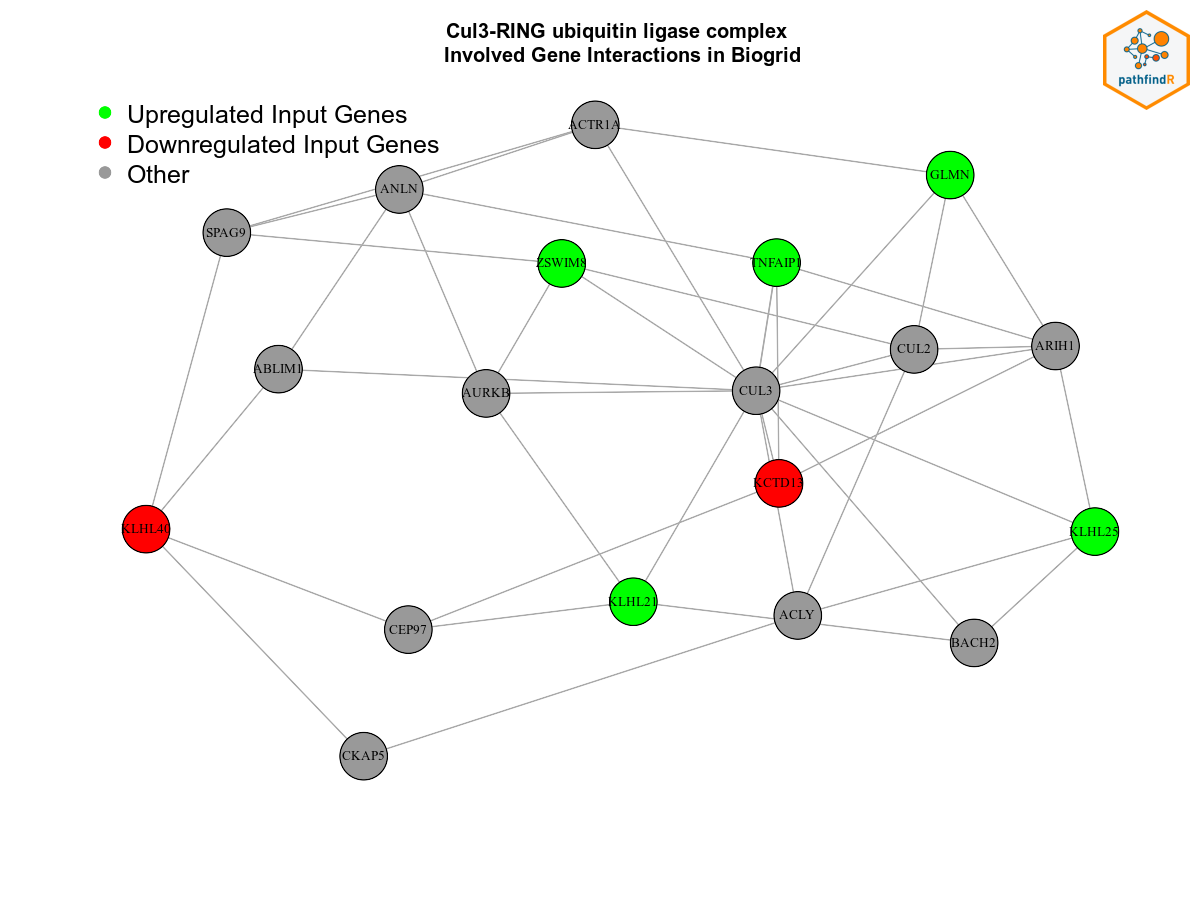 Cul3-RING ubiquitin ligase complex
Involved Gene Interactions in Biogrid
pathfindR
Upregulated Input Genes
Downregulated Input Genes
Other
ACTR1A
GLMN
ANLN
SPAG9
ZSWIM8
TNFAIP1
ARIH1
CUL2
ABLIM1
CUL3
AURKB
KCTD13
KLHL40
KLHL25
KLHL21
ACLY
CEP97
BACH2
CKAP5